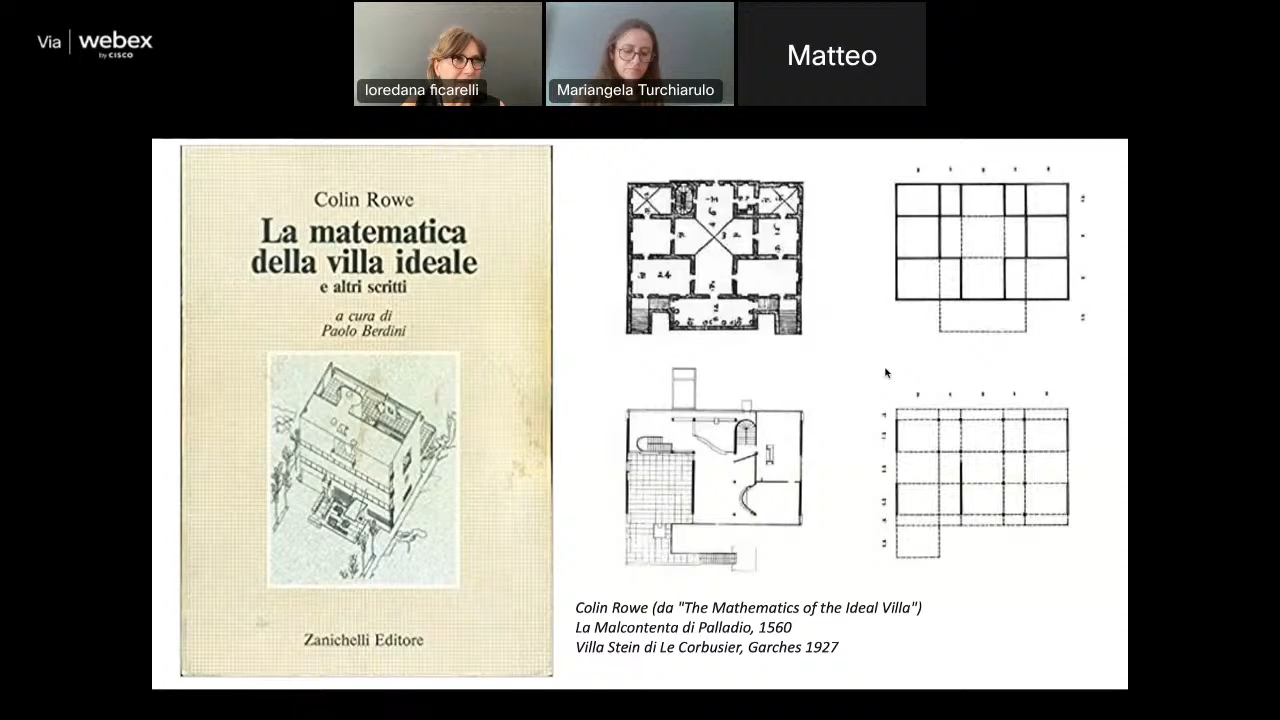 Via webex
by CISCO
loredana ficarelli
Mariangela Turchiarulo
Matteo
Colin Rowe
La matematica
della villa ideale
e altri scritti
a cura di
Paolo Berdini
Zanichelli Editore
Colin Rowe (da "The Mathematics of the Ideal Villa")
La Malcontenta di Palladio, 1560
Villa Stein di Le Corbusier, Garches 1927